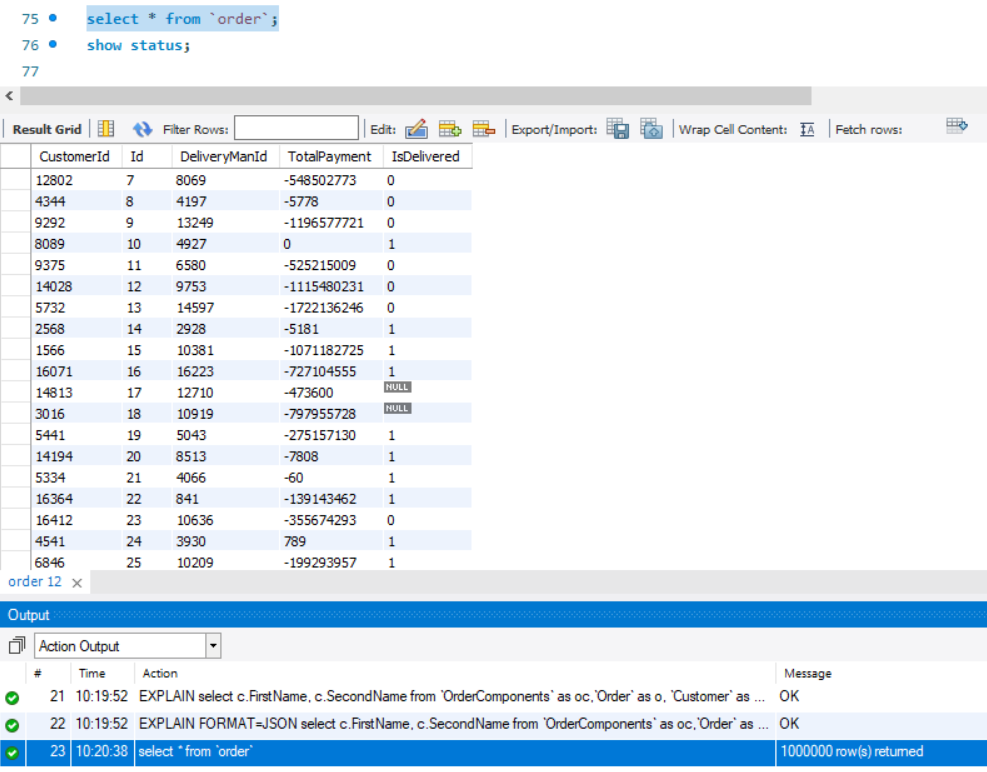 75 select * from `order`;
76 show status;
77
Result Grid Filter Rows: Edit: Export/Import: Wrap Cell Content: IA Fetch rows:
CustomerId Id DeliveryManId TotalPayment IsDelivered
12802 7 8069 -548502773 0
4344 8 4197 -5778 0
9292 9 13249 -1196577721 0
8089 10 4927 0 1
9375 11 6580 -525215009 0
14028 12 9753 -1115480231 0
5732 13 14597 -1722136246 0
2568 14 2928 -5181 1
1566 15 10381 -1071182725 1
16071 16 16223 -727104555 1
14813 17 12710 -473600 NULL
3016 18 10919 -797955728 NULL
5441 19 5043 -275157130 1
14194 20 8513 -7808 1
5334 21 4066 -60 1
16364 22 841 -139143462 1
16412 23 10636 -355674293 0
4541 24 3930 789 1
6846 25 10209 -199293957 1
order 12
Output
Action Output
# Time Action Message
21 10:19:52 EXPLAIN select c.FirstName, c.SecondName from `OrderComponents` as oc,`Order` as o, `Customer` as ... OK
22 10:19:52 EXPLAIN FORMAT=JSON select c.FirstName, c.SecondName from `OrderComponents` as oc,`Order` as ... OK
23 10:20:38 select * from `order` 1000000 row(s) returned